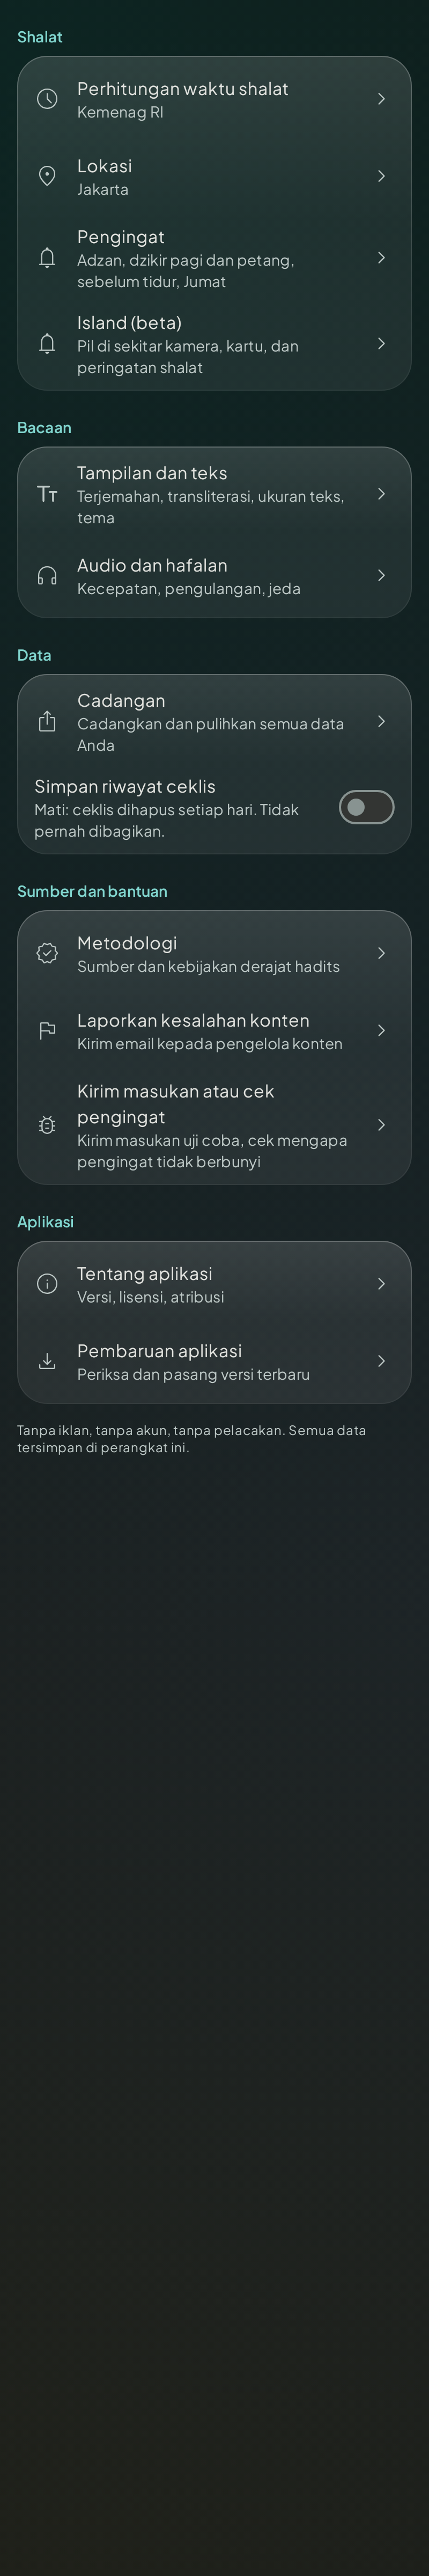 Shalat
Perhitungan waktu shalat
Kemenag RI
Lokasi
Jakarta
Pengingat
Adzan, dzikir pagi dan petang,
sebelum tidur, Jumat
Island (beta)
Pil di sekitar kamera, kartu, dan
peringatan shalat
Bacaan
Tampilan dan teks
Terjemahan, transliterasi, ukuran teks,
tema
Audio dan hafalan
Kecepatan, pengulangan, jeda
Data
Cadangan
Cadangkan dan pulihkan semua data
Anda
Simpan riwayat ceklis
Mati: ceklis dihapus setiap hari. Tidak
pernah dibagikan.
Sumber dan bantuan
Metodologi
Sumber dan kebijakan derajat hadits
Laporkan kesalahan konten
Kirim email kepada pengelola konten
Kirim masukan atau cek
pengingat
Kirim masukan uji coba, cek mengapa
pengingat tidak berbunyi
Aplikasi
Tentang aplikasi
Versi, lisensi, atribusi
Pembaruan aplikasi
Periksa dan pasang versi terbaru
Tanpa iklan, tanpa akun, tanpa pelacakan. Semua data
tersimpan di perangkat ini.